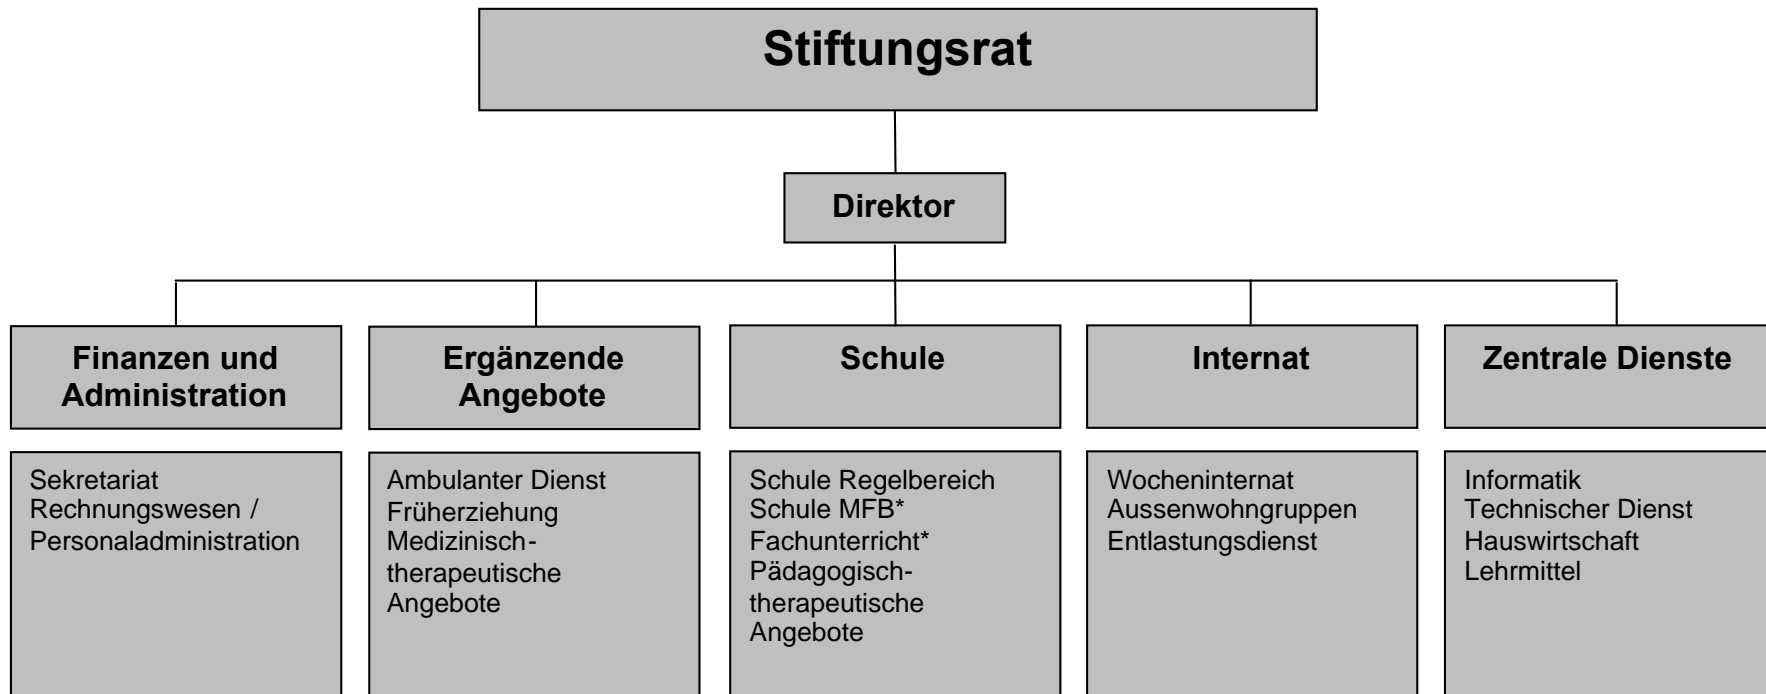 Stiftungsrat
Direktor
Finanzen und
Administration
Sekretariat
Rechnungswesen /
Personaladministration
Ergänzende
Angebote
Ambulanter Dienst
Früherziehung
Medizinisch-
therapeutische
Angebote
Schule
Schule Regelbereich
Schule MFB*
Fachunterricht*
Pädagogisch-
therapeutische
Angebote
Internat
Wocheninternat
Aussenwohngruppen
Entlastungsdienst
Zentrale Dienste
Informatik
Technischer Dienst
Hauswirtschaft
Lehrmittel